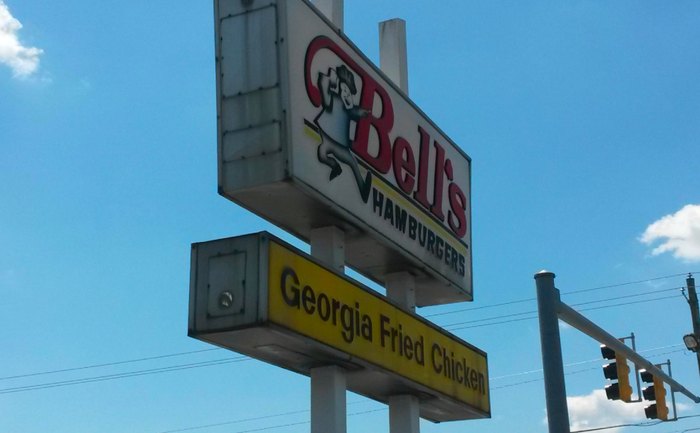 Bell's
HAMBURGERS
Georgia Fried Chicken